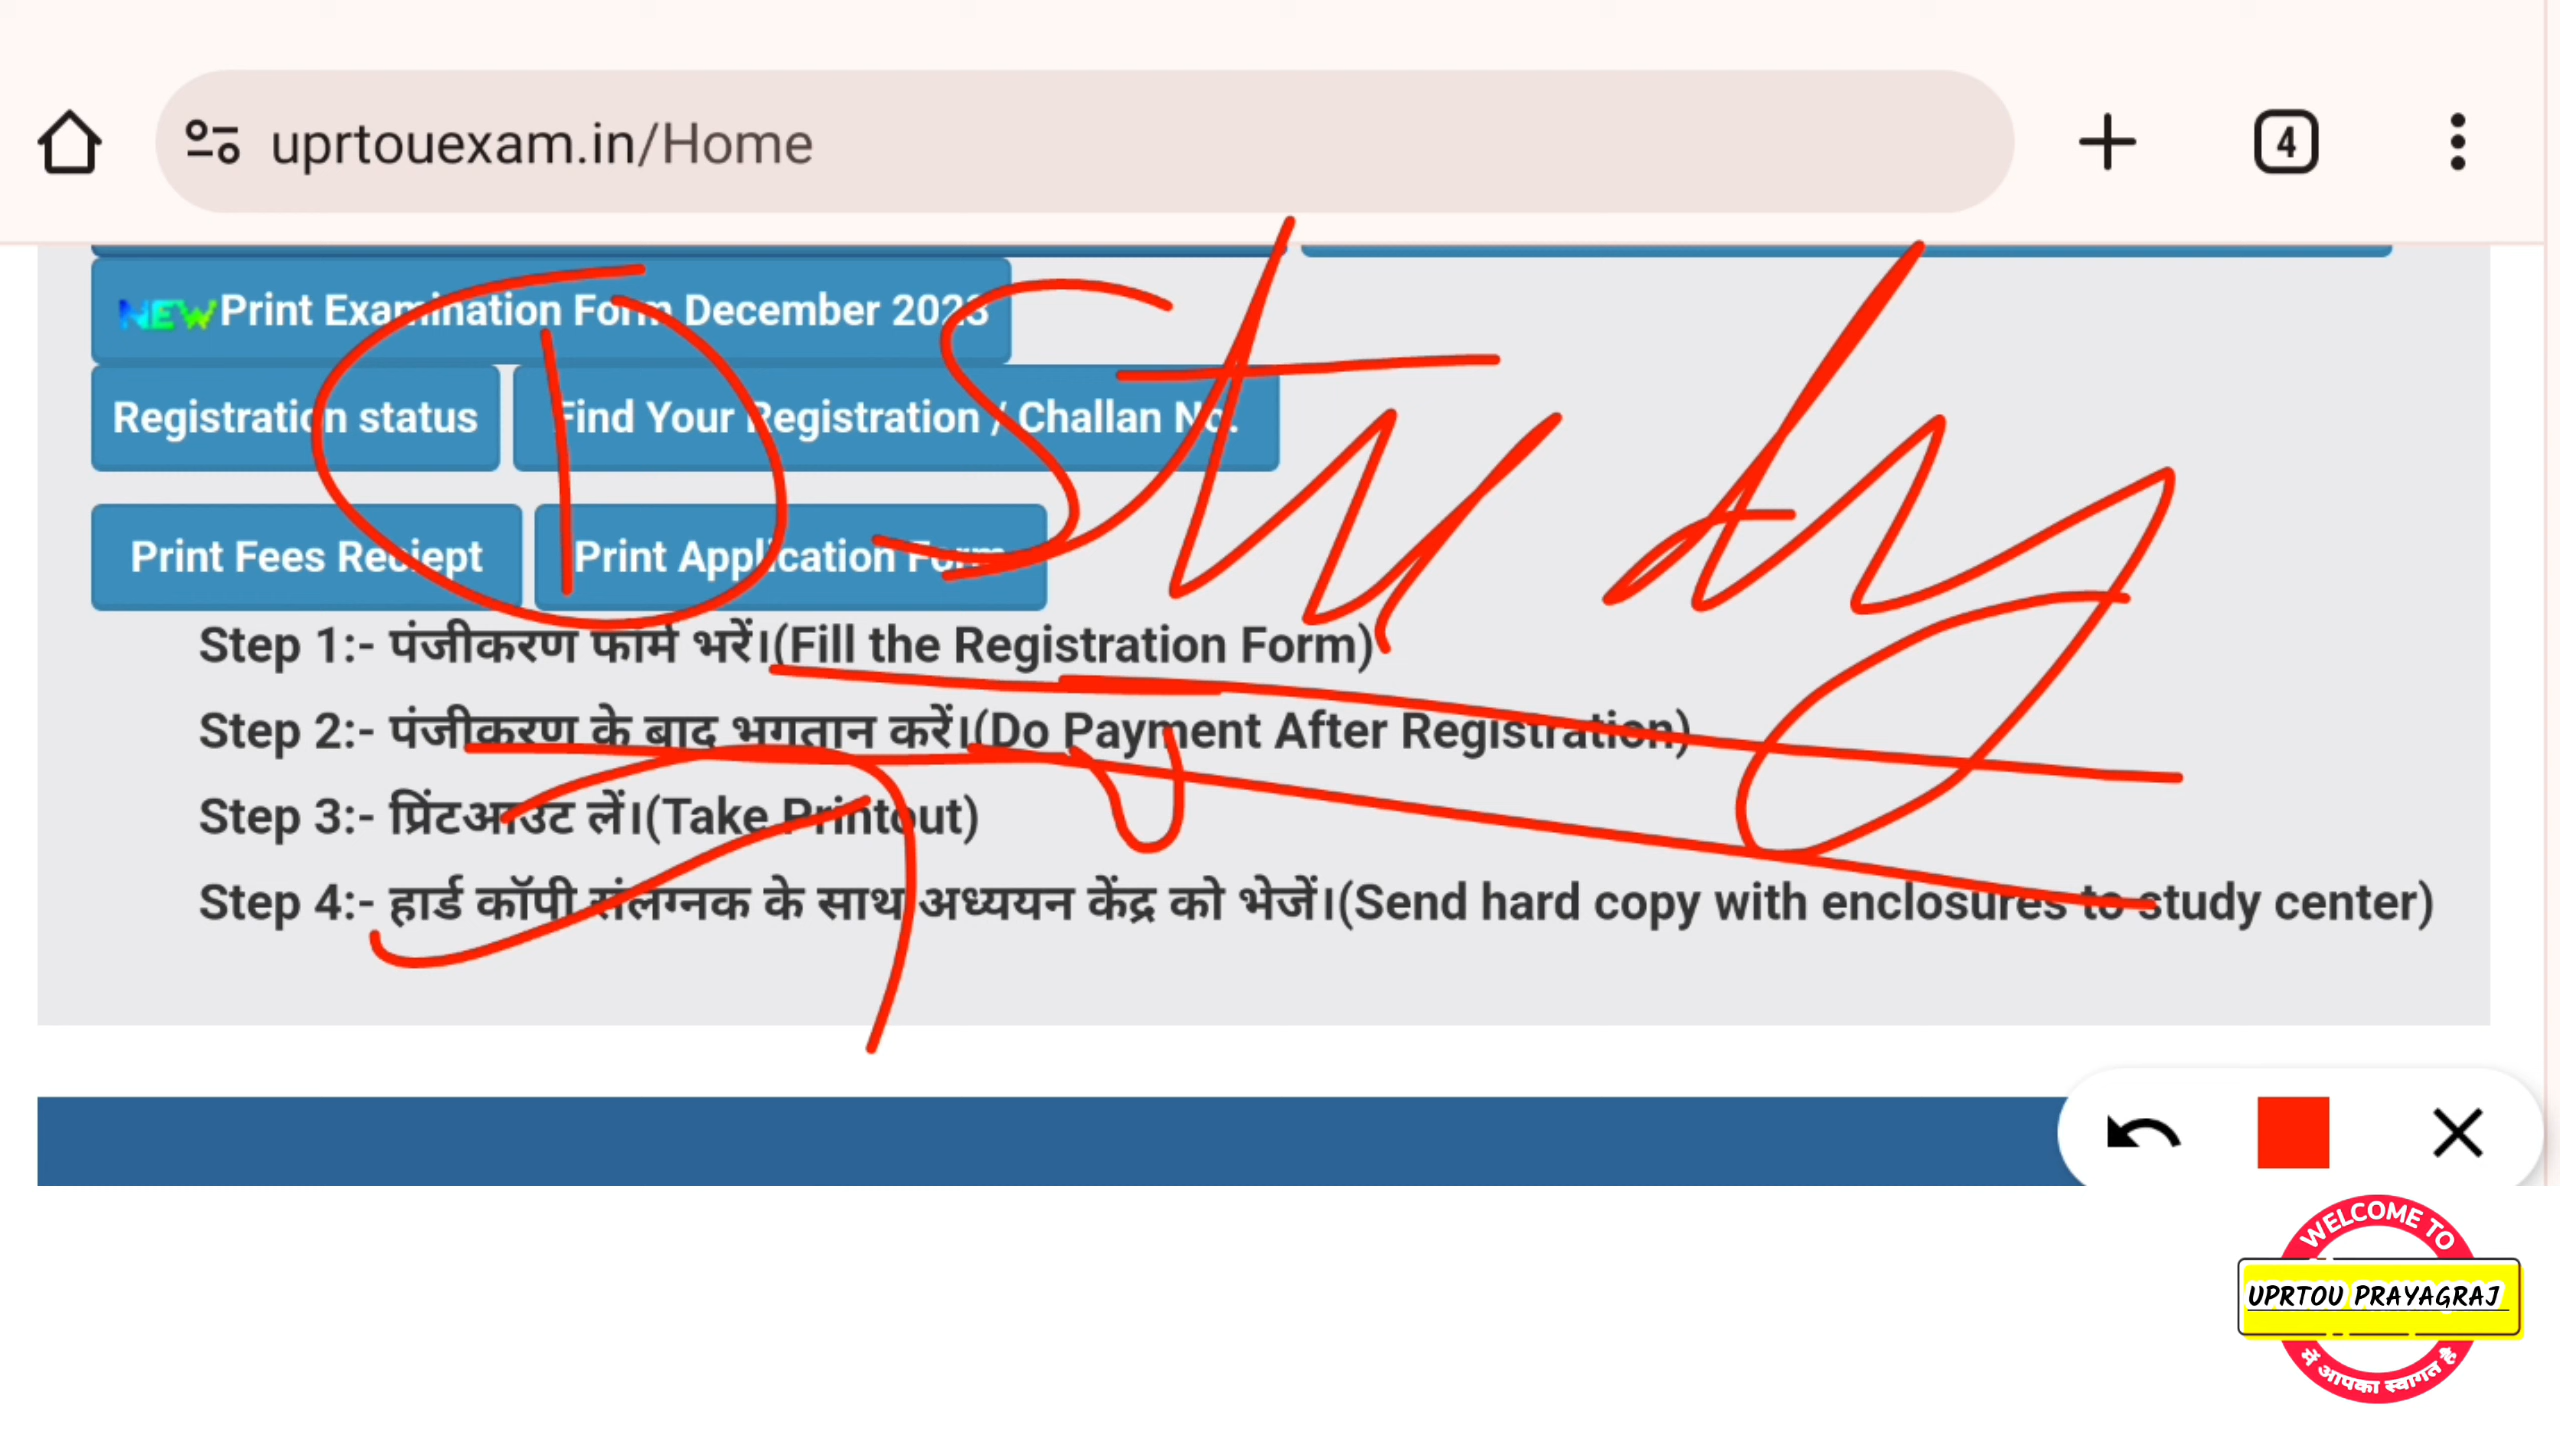 uprtouexam.in/Home
4
NEW Print Examination Form December 2023
Registration status
Find Your Registration / Challan No.
Print Fees Reciept
Print Application Form
Study
Step 1:- पंजीकरण फार्म भरें।(Fill the Registration Form)
Step 2:- पंजीकरण के बाद भुगतान करें।(Do Payment After Registration)
Step 3:- प्रिंटआउट लें।(Take Printout)
Step 4:- हार्ड कॉपी संलग्नक के साथ अध्ययन केंद्र को भेजें।(Send hard copy with enclosures to study center)
WELCOME TO
UPRTOU PRAYAGRAJ
में आपका स्वागत है